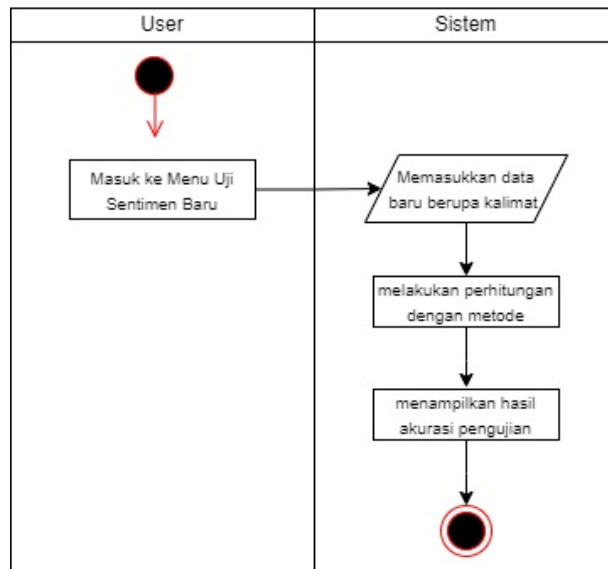 User
Sistem
Masuk ke Menu Uji
Sentimen Baru
Memasukkan data
baru berupa kalimat
melakukan perhitungan
dengan metode
menampilkan hasil
akurasi pengujian